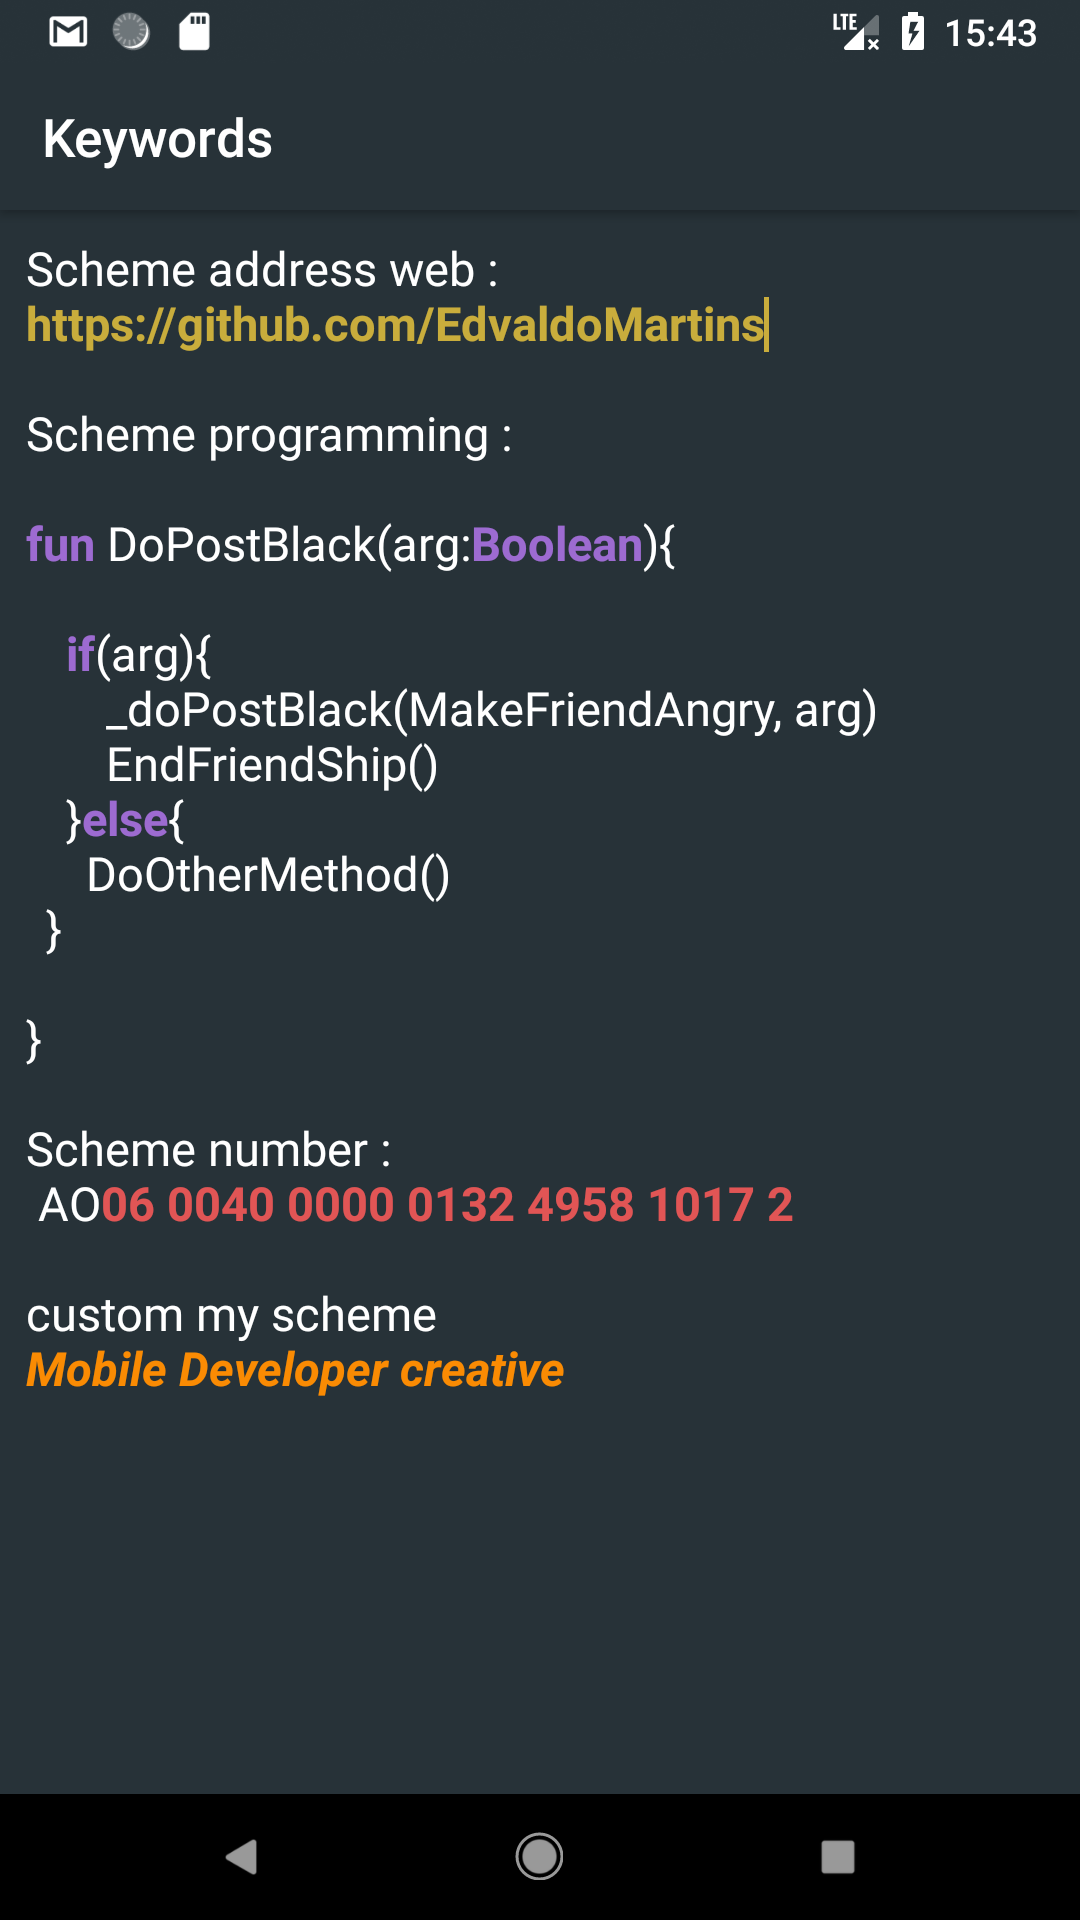 LTE 15:43
Keywords
Scheme address web :
https://github.com/EdvaldoMartins
Scheme programming :
fun DoPostBlack(arg:Boolean){
if(arg){
_doPostBlack(MakeFriendAngry, arg)
EndFriendShip()
}else{
DoOtherMethod()
}
}
Scheme number :
AO06 0040 0000 0132 4958 1017 2
custom my scheme
Mobile Developer creative